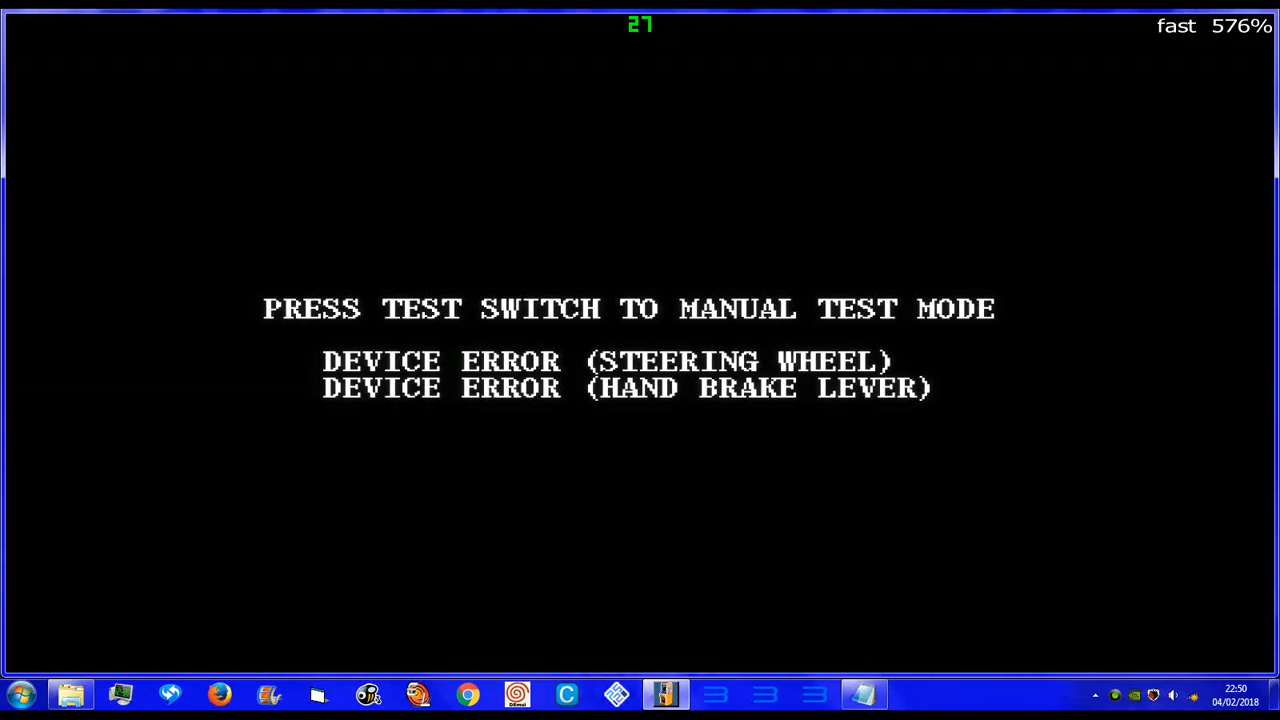 27
fast 576%
PRESS TEST SWITCH TO MANUAL TEST MODE
DEVICE ERROR (STEERING WHEEL)
DEVICE ERROR (HAND BRAKE LEVER)
DEmul
22:50
04/02/2018